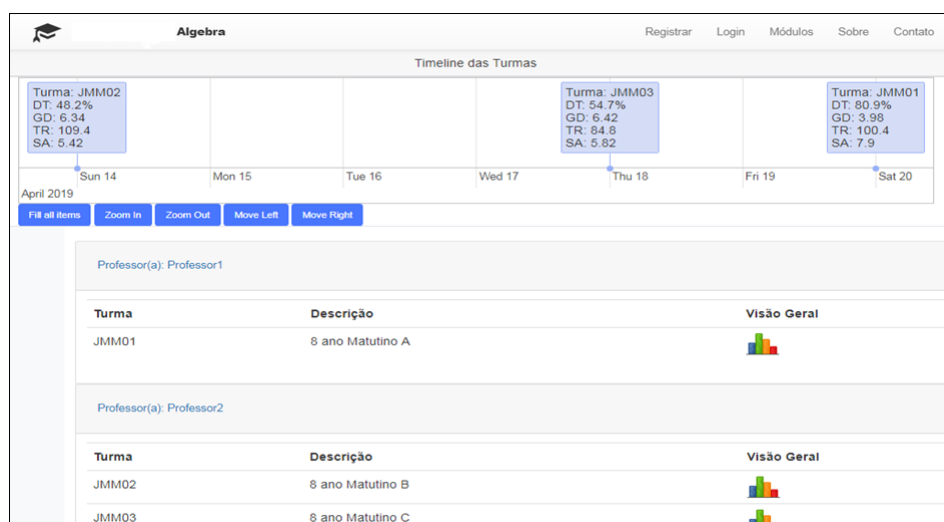 Algebra Registrar Login Módulos Sobre Contato
Timeline das Turmas
Turma: JMM02
DT: 48.2%
GD: 6.34
TR: 109.4
SA: 5.42
Turma: JMM03
DT: 54.7%
GD: 6.42
TR: 84.8
SA: 5.82
Turma: JMM01
DT: 80.9%
GD: 3.98
TR: 100.4
SA: 7.9
Sun 14 Mon 15 Tue 16 Wed 17 Thu 18 Fri 19 Sat 20
April 2019
Fill all items Zoom In Zoom Out Move Left Move Right
Professor(a): Professor1
Turma Descrição Visão Geral
JMM01 8 ano Matutino A
Professor(a): Professor2
Turma Descrição Visão Geral
JMM02 8 ano Matutino B
JMM03 8 ano Matutino C